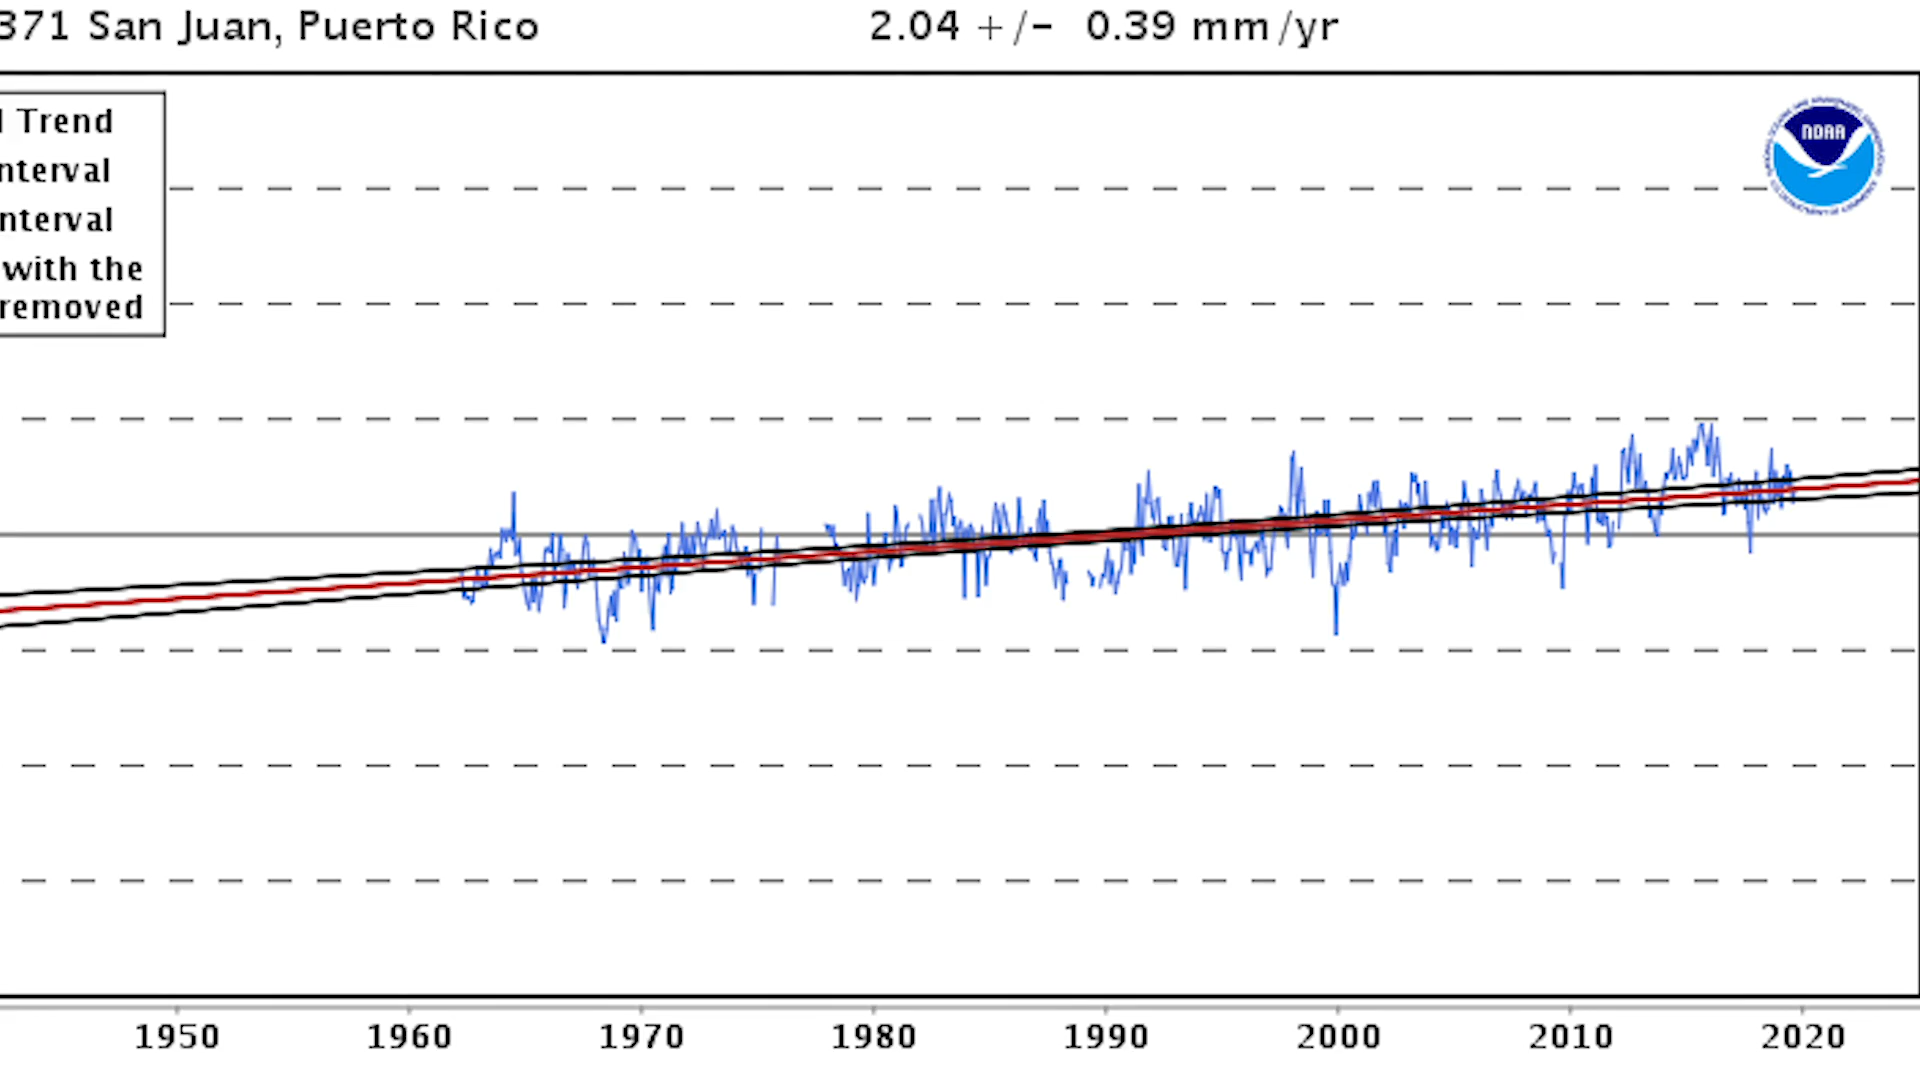 371 San Juan, Puerto Rico 2.04 +/- 0.39 mm/yr
l Trend
nterval
nterval
with the
removed
NOAA
1950 1960 1970 1980 1990 2000 2010 2020